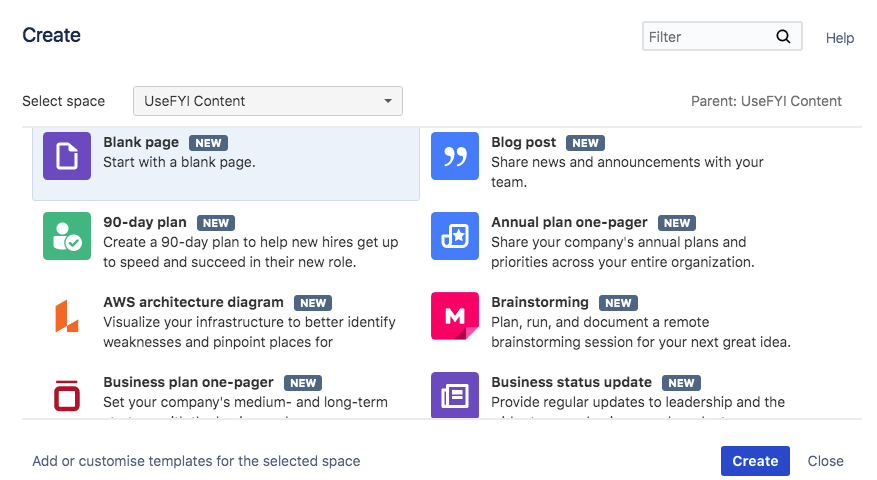 Create
Filter
Help
Select space
UseFYI Content
Parent: UseFYI Content
Blank page NEW
Start with a blank page.
Blog post NEW
Share news and announcements with your
team.
90-day plan NEW
Create a 90-day plan to help new hires get up
to speed and succeed in their new role.
Annual plan one-pager NEW
Share your company's annual plans and
priorities across your entire organization.
AWS architecture diagram NEW
Visualize your infrastructure to better identify
weaknesses and pinpoint places for
Brainstorming NEW
Plan, run, and document a remote
brainstorming session for your next great idea.
Business plan one-pager NEW
Set your company's medium- and long-term
Business status update NEW
Provide regular updates to leadership and the
Add or customise templates for the selected space
Create
Close